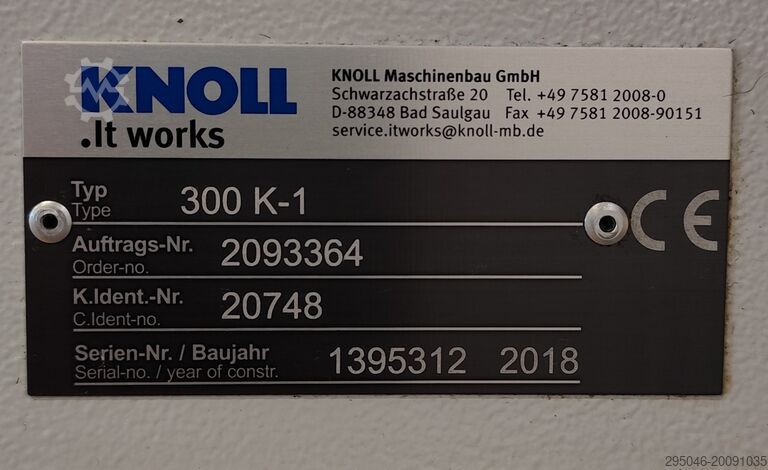 KNOLL
.It works
KNOLL Maschinenbau GmbH
Schwarzachstraße 20 Tel. +49 7581 2008-0
D-88348 Bad Saulgau Fax +49 7581 2008-90151
service.itworks@knoll-mb.de
Typ
Type
300 K-1
Auftrags-Nr.
Order-no.
2093364
K.Ident.-Nr.
C.Ident-no.
20748
Serien-Nr. / Baujahr
Serial-no. / year of constr.
1395312 2018
CE
295046-20091035